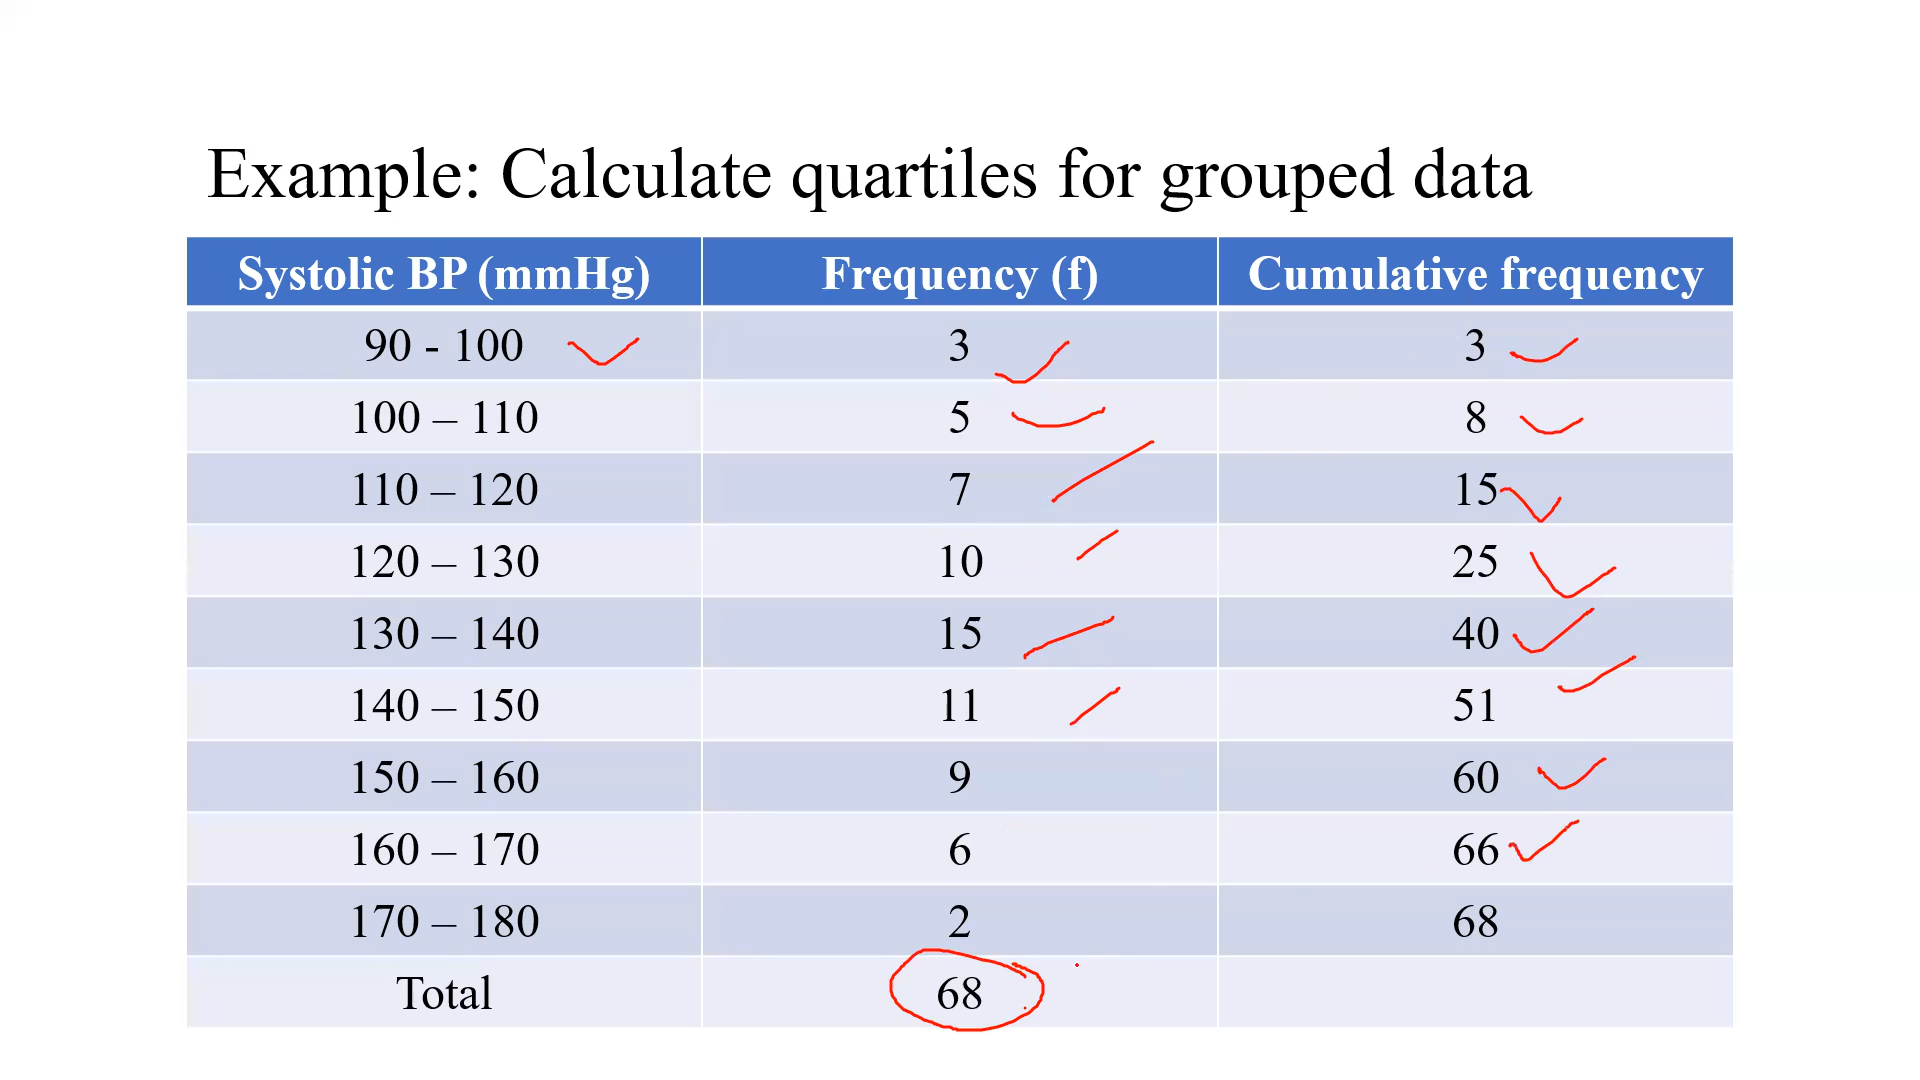 Example: Calculate quartiles for grouped data
Systolic BP (mmHg) Frequency (f) Cumulative frequency
90 - 100 3 3
100 – 110 5 8
110 – 120 7 15
120 – 130 10 25
130 – 140 15 40
140 – 150 11 51
150 – 160 9 60
160 – 170 6 66
170 – 180 2 68
Total 68